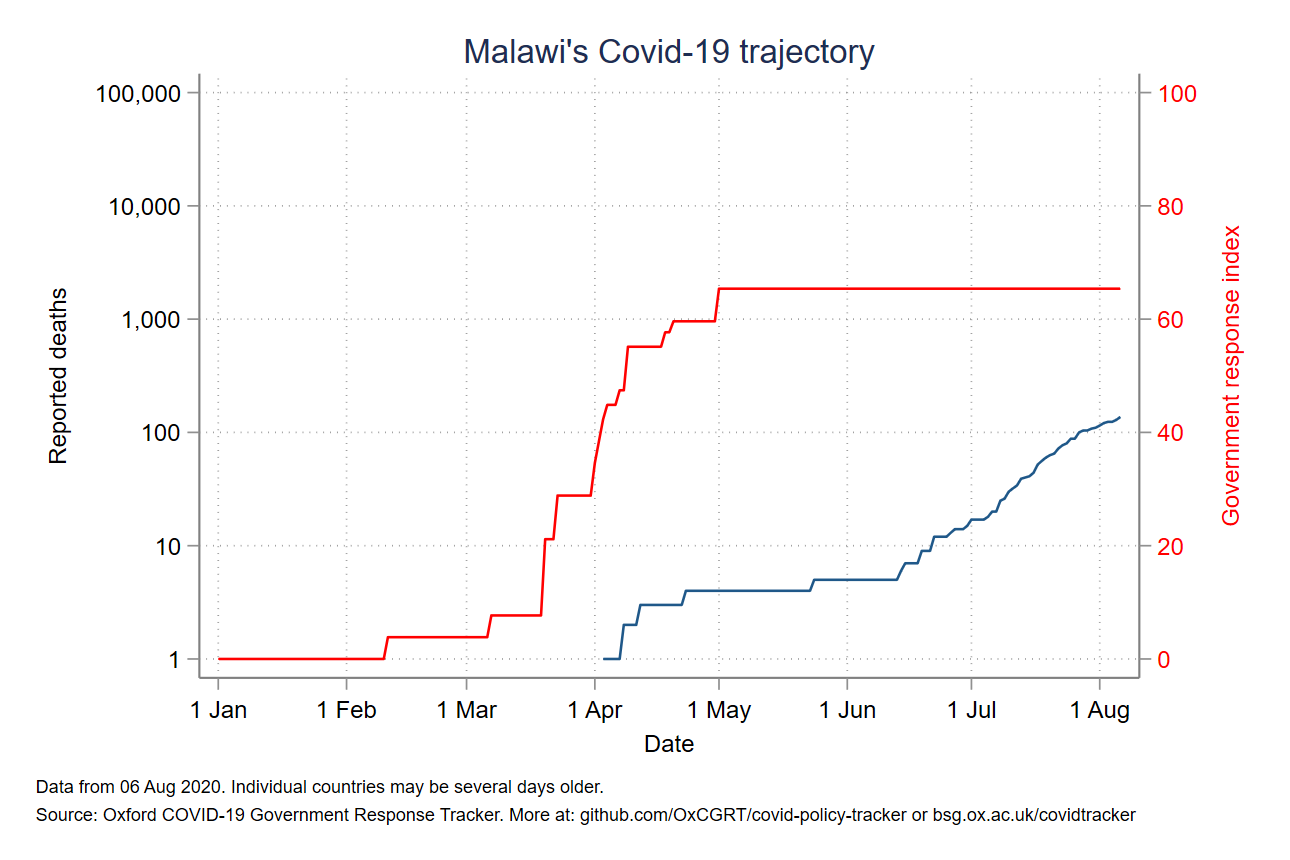 Malawi's Covid-19 trajectory
100,000
10,000
1,000
100
10
1
Reported deaths
100
80
60
40
20
0
Government response index
1 Jan 1 Feb 1 Mar 1 Apr 1 May 1 Jun 1 Jul 1 Aug
Date
Data from 06 Aug 2020. Individual countries may be several days older.
Source: Oxford COVID-19 Government Response Tracker. More at: github.com/OxCGRT/covid-policy-tracker or bsg.ox.ac.uk/covidtracker